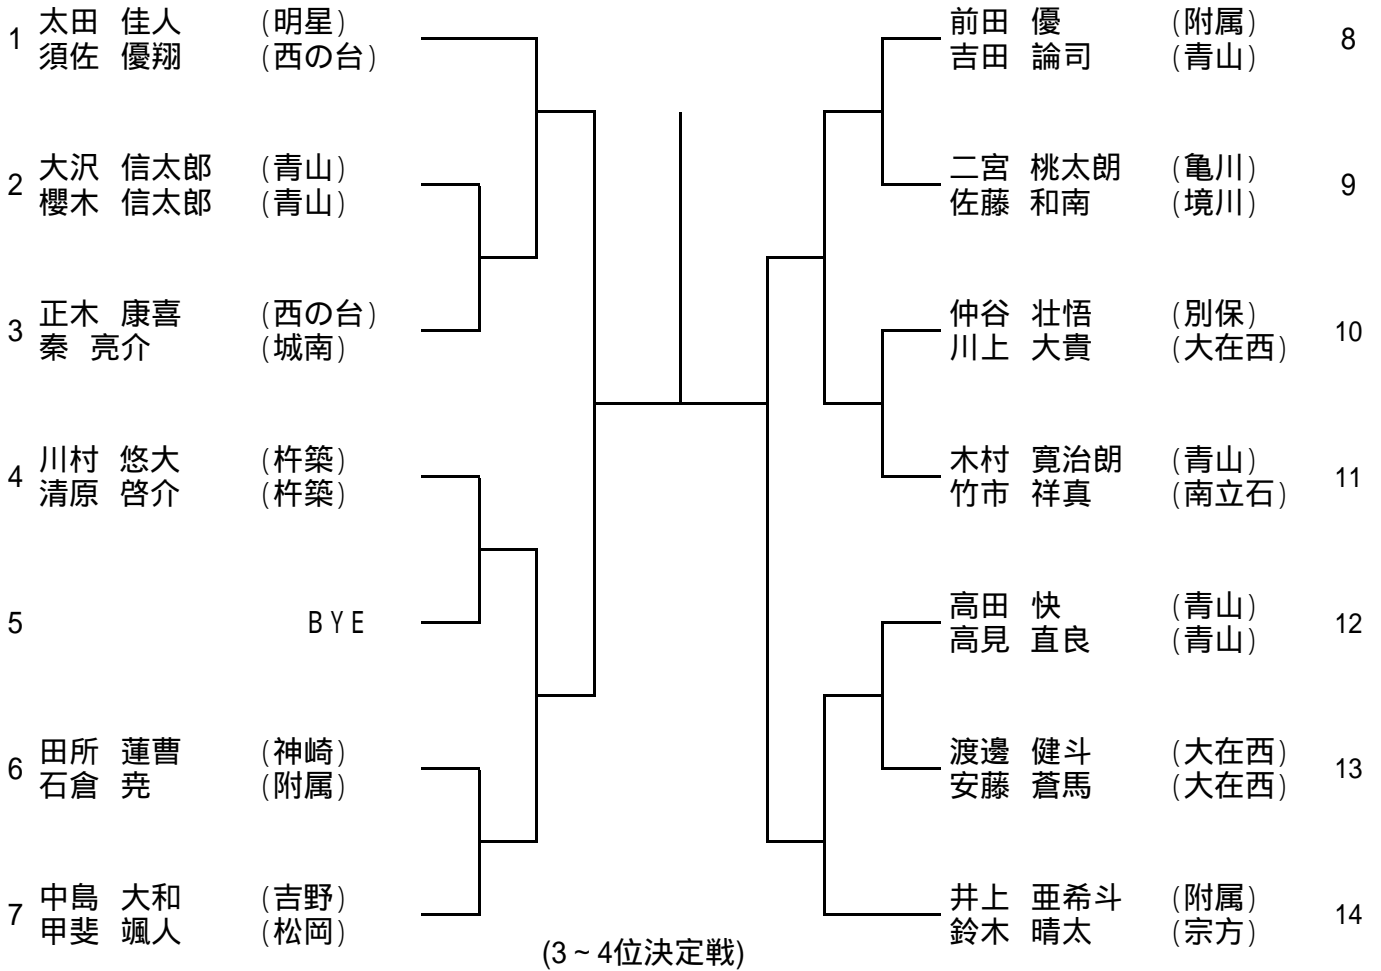 1 太田 佳人 (明星)
須佐 優翔 (西の台)
2 大沢 信太郎 (青山)
櫻木 信太郎 (青山)
3 正木 康喜 (西の台)
秦 亮介 (城南)
4 川村 悠大 (杵築)
清原 啓介 (杵築)
5 BYE
6 田所 蓮曹 (神崎)
石倉 尭 (附属)
7 中島 大和 (吉野)
甲斐 颯人 (松岡)
前田 優 (附属) 8
吉田 諭司 (青山)
二宮 桃太朗 (亀川) 9
佐藤 和南 (境川)
仲谷 壮悟 (別保) 10
川上 大貴 (大在西)
木村 寛治朗 (青山) 11
竹市 祥真 (南立石)
高田 快 (青山) 12
高見 直良 (青山)
渡邊 健斗 (大在西) 13
安藤 蒼馬 (大在西)
井上 亜希斗 (附属) 14
鈴木 晴太 (宗方)
(3~4位決定戦)